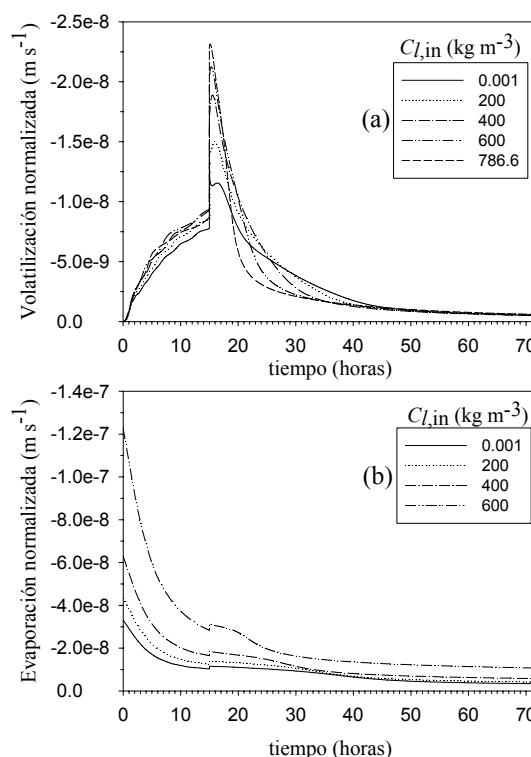 Volatilización normalizada (m s-1)
-2.5e-8
-2.0e-8
-1.5e-8
-1.0e-8
-5.0e-9
0.0
0 10 20 30 40 50 60 70
tiempo (horas)
(a)
Cl,in (kg m-3)
0.001
200
400
600
786.6
Evaporación normalizada (m s-1)
-1.4e-7
-1.2e-7
-1.0e-7
-8.0e-8
-6.0e-8
-4.0e-8
-2.0e-8
0.0
0 10 20 30 40 50 60 70
tiempo (horas)
(b)
Cl,in (kg m-3)
0.001
200
400
600